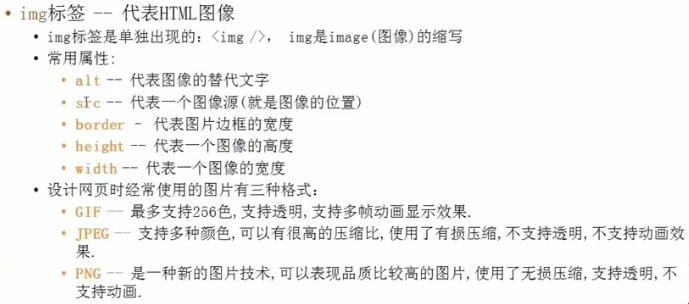 img标签 -- 代表HTML图像
img标签是单独出现的：<img />， img是image(图像)的缩写
常用属性：
alt -- 代表图像的替代文字
src -- 代表一个图像源(就是图像的位置)
border – 代表图片边框的宽度
height -- 代表一个图像的高度
width -- 代表一个图像的宽度
设计网页时经常使用的图片有三种格式：
GIF -- 最多支持256色,支持透明,支持多帧动画显示效果.
JPEG -- 支持多种颜色,可以有很高的压缩比,使用了有损压缩,不支持透明,不支持动画效
果.
PNG -- 是一种新的图片技术,可以表现品质比较高的图片,使用了无损压缩,支持透明,不
支持动画.